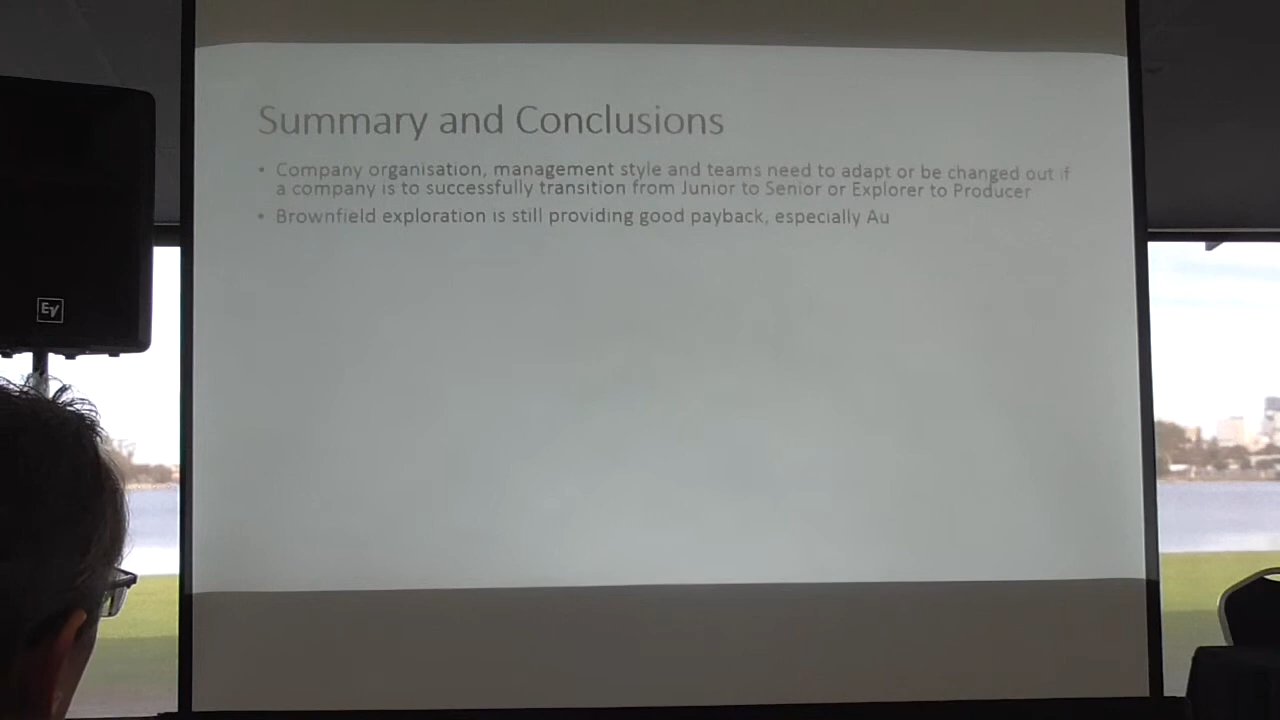 Summary and Conclusions
• Company organisation, management style and teams need to adapt or be changed out if
a company is to successfully transition from Junior to Senior or Explorer to Producer
• Brownfield exploration is still providing good payback, especially Au
EV